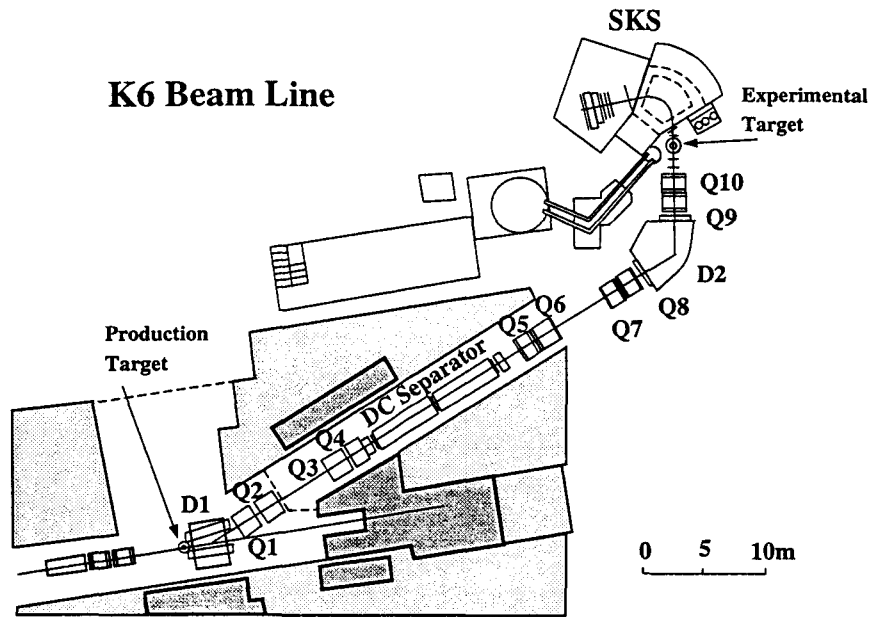 SKS
K6 Beam Line
Experimental
Target
Q10
Q9
D2
Q8
Q7
Q6
Q5
Production
Target
DC Separator
Q4
Q3
Q2
D1
Q1
0 5 10m